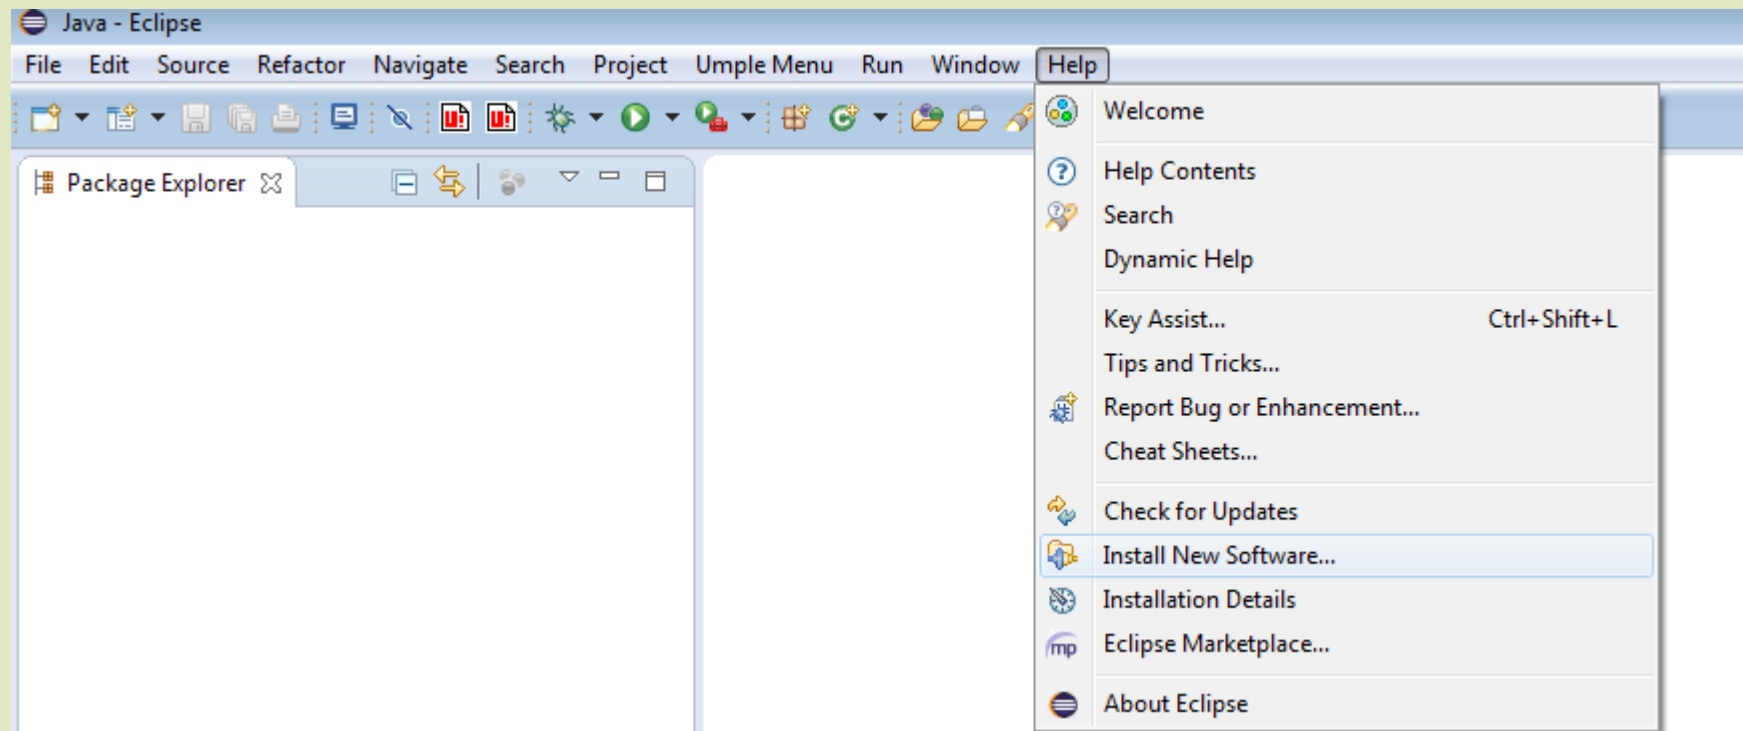 Java - Eclipse
File Edit Source Refactor Navigate Search Project Umple Menu Run Window Help
Package Explorer
Welcome
Help Contents
Search
Dynamic Help
Key Assist... Ctrl+Shift+L
Tips and Tricks...
Report Bug or Enhancement...
Cheat Sheets...
Check for Updates
Install New Software...
Installation Details
Eclipse Marketplace...
About Eclipse